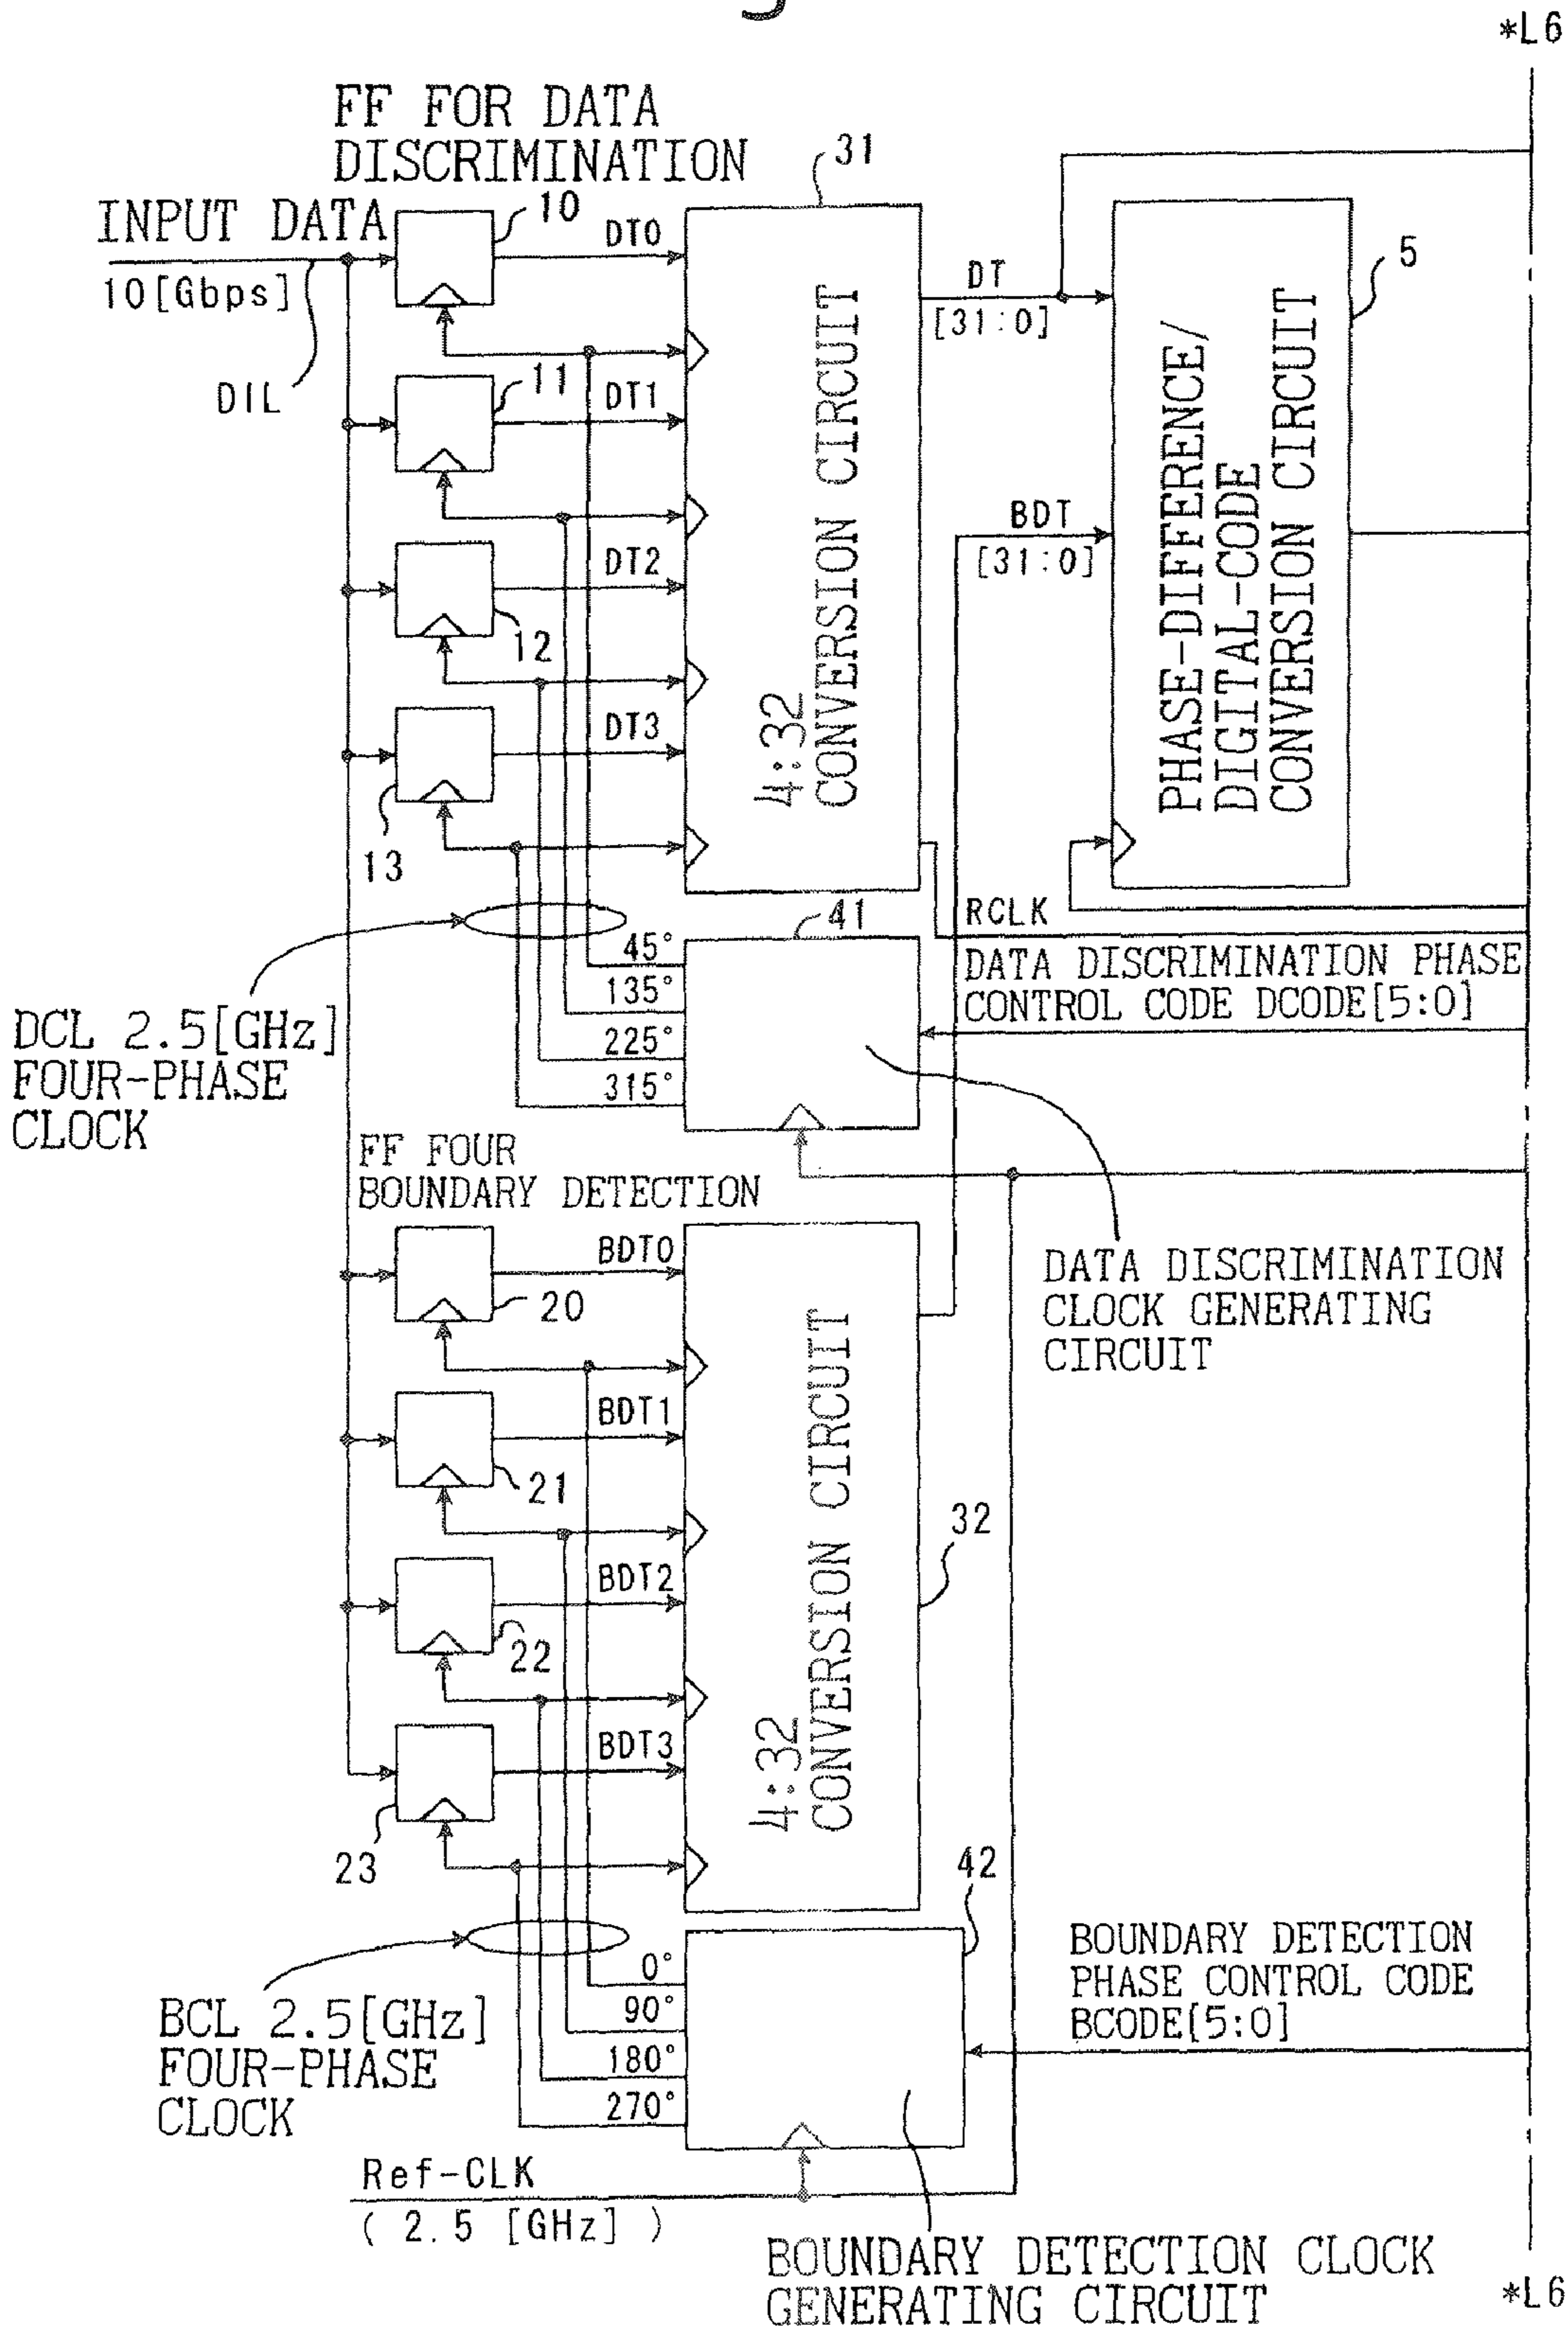 *L6
FF FOR DATA
DISCRIMINATION
31
INPUT DATA
10
DT0
5
10[Gbps]
DT
[31:0]
DIL
11
DT1
4:32
CONVERSION CIRCUIT
PHASE-DIFFERENCE/
DIGITAL-CODE
CONVERSION CIRCUIT
BDT
[31:0]
DT2
12
DT3
13
RCLK
41
45°
DATA DISCRIMINATION PHASE
CONTROL CODE DCODE[5:0]
135°
225°
315°
DCL 2.5[GHz]
FOUR-PHASE
CLOCK
FF FOUR
BOUNDARY DETECTION
BDT0
20
DATA DISCRIMINATION
CLOCK GENERATING
CIRCUIT
BDT1
21
4:32
CONVERSION CIRCUIT
32
BDT2
22
BDT3
23
42
0°
90°
180°
270°
BOUNDARY DETECTION
PHASE CONTROL CODE
BCODE[5:0]
BCL 2.5[GHz]
FOUR-PHASE
CLOCK
Ref-CLK
( 2.5 [GHz] )
BOUNDARY DETECTION CLOCK
GENERATING CIRCUIT
*L6